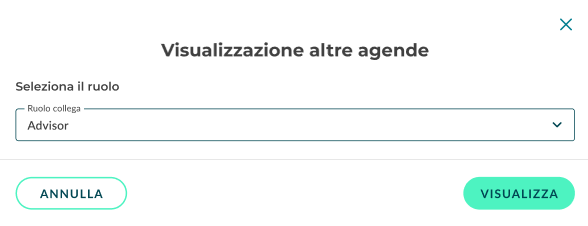 Visualizzazione altre agende
Seleziona il ruolo
Ruolo collega
Advisor
ANNULLA
VISUALIZZA